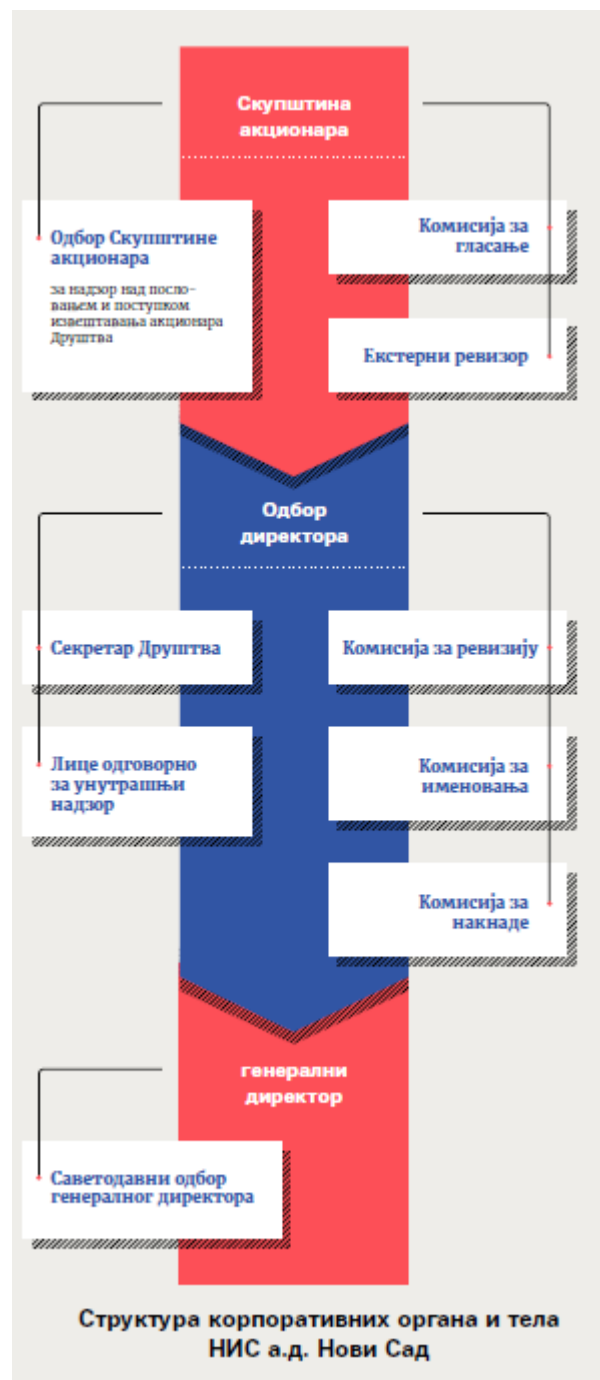 Скупштина
акционара
Одбор Скупштине
акционара
за надзор над посло-
вањем и поступком
извештавања акционара
Друштва
Комисија за
гласање
Екстерни ревизор
Одбор
директора
Секретар Друштва
Лице одговорно
за унутрашњи
надзор
Комисија за ревизију
Комисија за
именовања
Комисија за
накнаде
генерални
директор
Саветодавни одбор
генералног директора
Структура корпоративних органа и тела
НИС а.д. Нови Сад